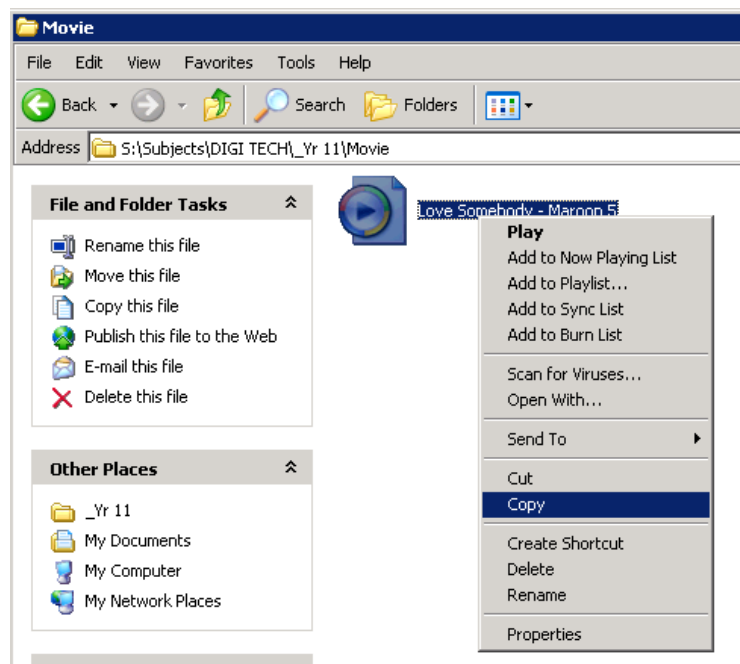 Movie
File Edit View Favorites Tools Help
Back Search Folders
Address S:\Subjects\DIGI TECH\_Yr 11\Movie
File and Folder Tasks
Rename this file
Move this file
Copy this file
Publish this file to the Web
E-mail this file
Delete this file
Other Places
_Yr 11
My Documents
My Computer
My Network Places
Love Somebody - Maroon 5
Play
Add to Now Playing List
Add to Playlist...
Add to Sync List
Add to Burn List
Scan for Viruses...
Open With...
Send To
Cut
Copy
Create Shortcut
Delete
Rename
Properties